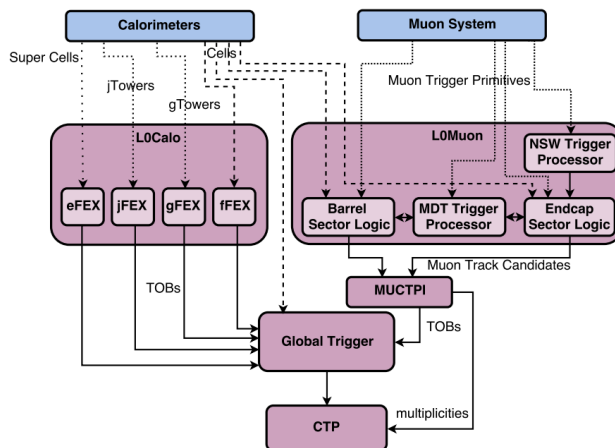 Calorimeters
Muon System
Super Cells
Cells
jTowers
gTowers
Muon Trigger Primitives
L0Calo
L0Muon
NSW Trigger
Processor
eFEX
jFEX
gFEX
fFEX
Barrel
Sector Logic
MDT Trigger
Processor
Endcap
Sector Logic
Muon Track Candidates
TOBs
MUCTPI
TOBs
Global Trigger
CTP
multiplicities